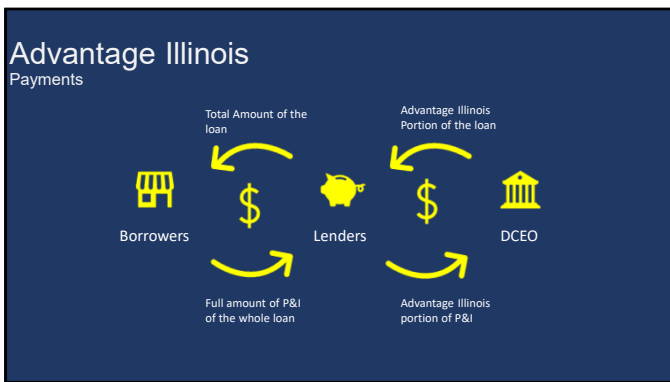 Advantage Illinois
Payments
Total Amount of the
loan
Advantage Illinois
Portion of the loan
$
$
Borrowers
Lenders
DCEO
Full amount of P&I
of the whole loan
Advantage Illinois
portion of P&I